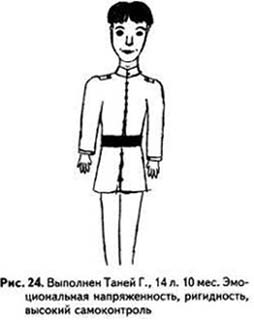 Рис. 24. Выполнен Таней Г., 14 л. 10 мес. Эмо-
циональная напряженность, ригидность,
высокий самоконтроль